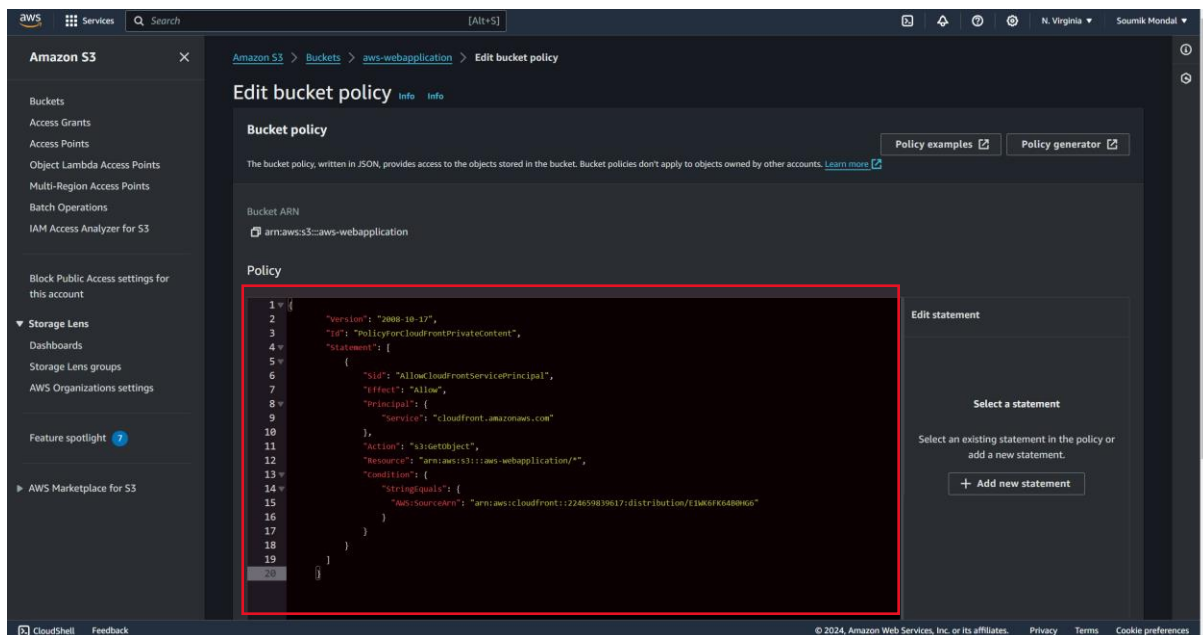 aws Services Search [Alt+S] N. Virginia ▼ Soumik Mondal ▼
Amazon S3
Buckets
Access Grants
Access Points
Object Lambda Access Points
Multi-Region Access Points
Batch Operations
IAM Access Analyzer for S3
Block Public Access settings for
this account
▼ Storage Lens
Dashboards
Storage Lens groups
AWS Organizations settings
Feature spotlight 7
▶ AWS Marketplace for S3
Amazon S3 > Buckets > aws-webapplication > Edit bucket policy
Edit bucket policy Info Info
Bucket policy
Policy examples Policy generator
The bucket policy, written in JSON, provides access to the objects stored in the bucket. Bucket policies don't apply to objects owned by other accounts. Learn more
Bucket ARN
arn:aws:s3:::aws-webapplication
Policy
1 {
2 "Version": "2008-10-17",
3 "Id": "PolicyForCloudFrontPrivateContent",
4 "Statement": [
5 {
6 "Sid": "AllowCloudFrontServicePrincipal",
7 "Effect": "Allow",
8 "Principal": {
9 "Service": "cloudfront.amazonaws.com"
10 },
11 "Action": "s3:GetObject",
12 "Resource": "arn:aws:s3:::aws-webapplication/*",
13 "Condition": {
14 "StringEquals": {
15 "AWS:SourceArn": "arn:aws:cloudfront::224659839617:distribution/E1WK6FK64B0HG6"
16 }
17 }
18 }
19 ]
20 }
Edit statement
Select a statement
Select an existing statement in the policy or
add a new statement.
+ Add new statement
CloudShell Feedback © 2024, Amazon Web Services, Inc. or its affiliates. Privacy Terms Cookie preferences